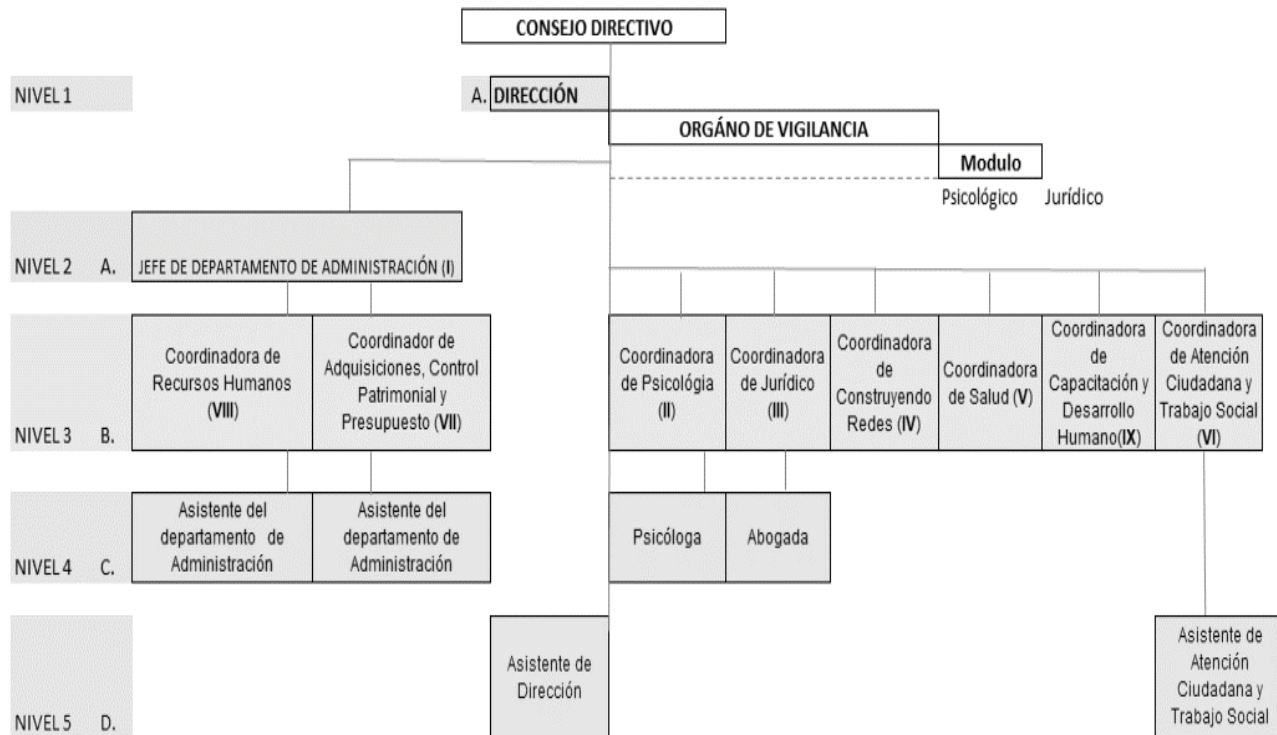 CONSEJO DIRECTIVO
NIVEL 1
A. DIRECCIÓN
ORGÁNO DE VIGILANCIA
Modulo
Psicológico Jurídico
NIVEL 2 A.
JEFE DE DEPARTAMENTO DE ADMINISTRACIÓN (I)
NIVEL 3 B.
Coordinadora de
Recursos Humanos
(VIII)
Coordinador de
Adquisiciones, Control
Patrimonial y
Presupuesto (VII)
Coordinadora
de Psicológia
(II)
Coordinadora
de Jurídico
(III)
Coordinadora
de
Construyendo
Redes (IV)
Coordinadora
de Salud (V)
Coordinadora
de
Capacitación y
Desarrollo
Humano(IX)
Coordinadora
de Atención
Ciudadana y
Trabajo Social
(VI)
NIVEL 4 C.
Asistente del
departamento de
Administración
Asistente del
departamento de
Administración
Psicóloga
Abogada
NIVEL 5 D.
Asistente de
Dirección
Asistente de
Atención
Ciudadana y
Trabajo Social